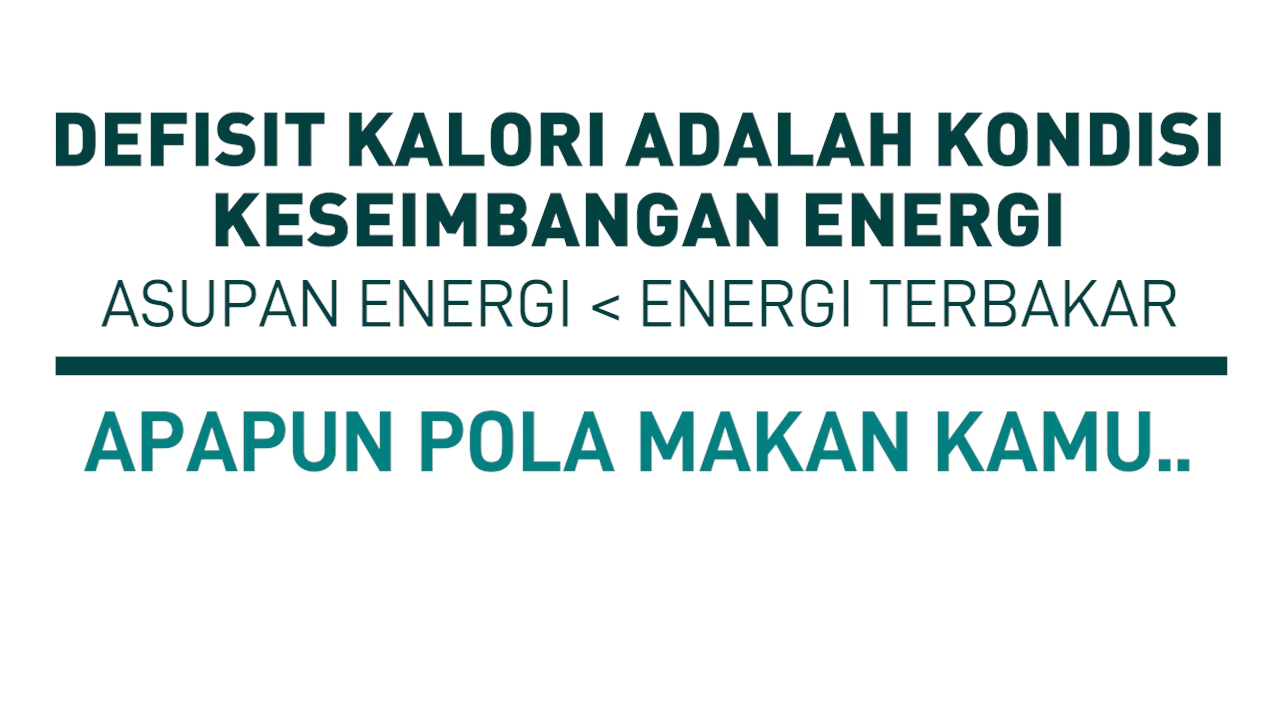 DEFISIT KALORI ADALAH KONDISI
KESEIMBANGAN ENERGI
ASUPAN ENERGI < ENERGI TERBAKAR
APAPUN POLA MAKAN KAMU..